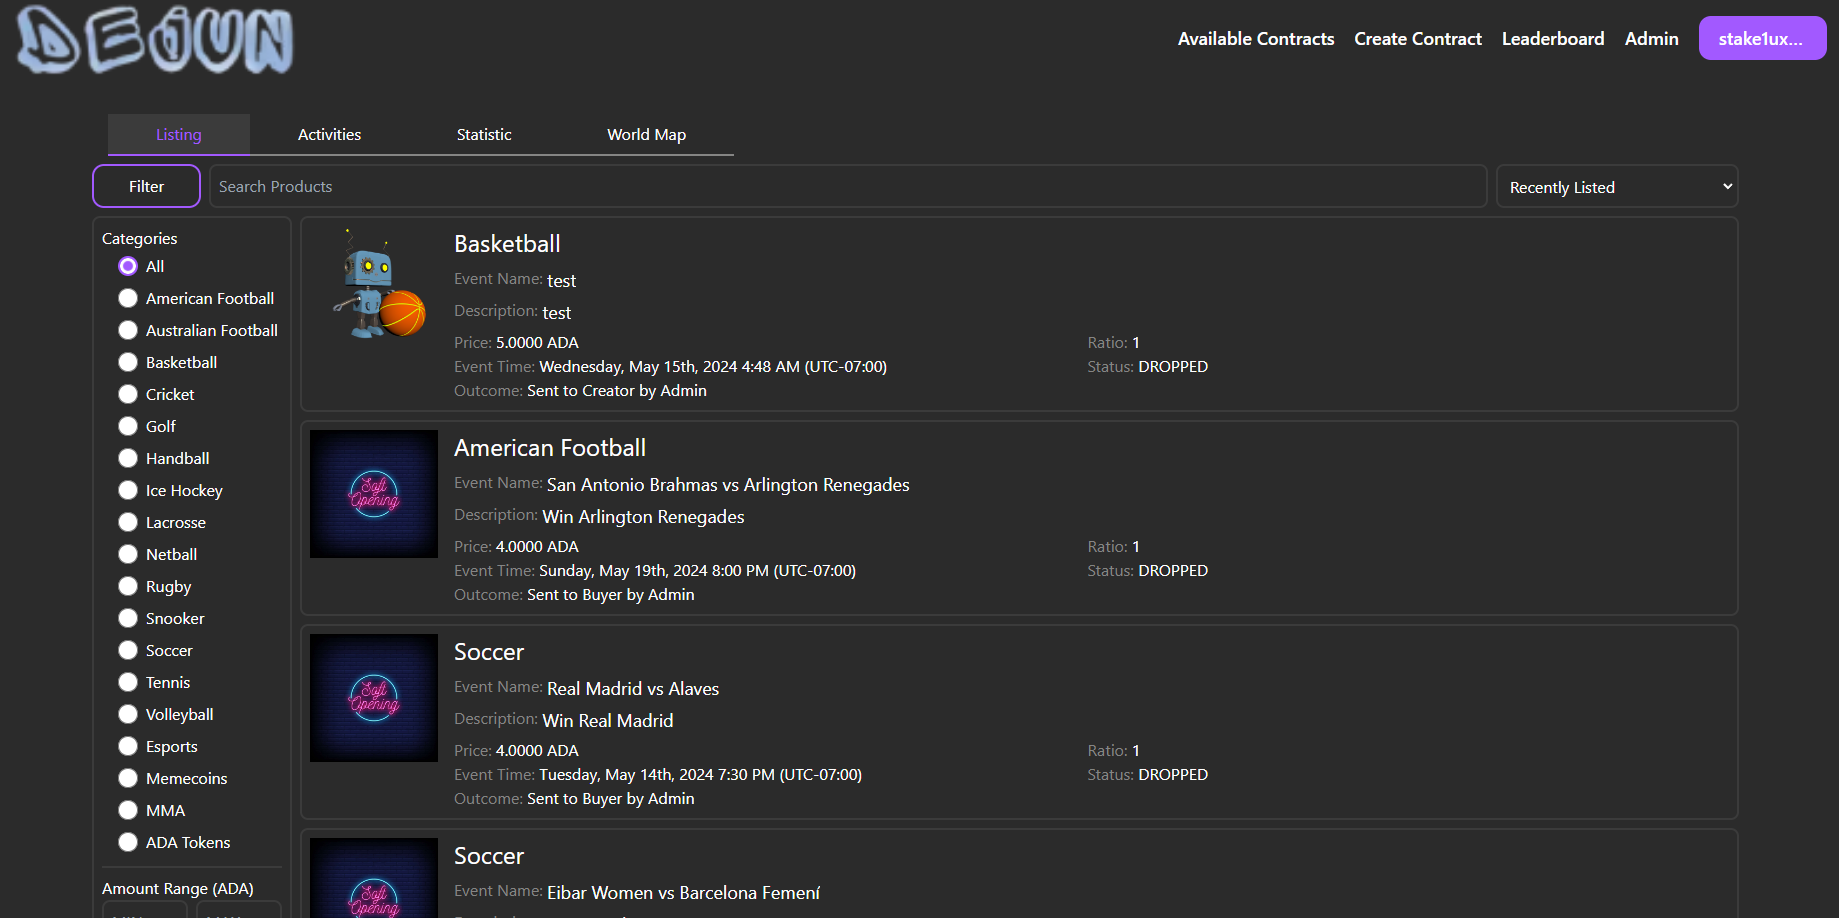 DEJUN
Available Contracts Create Contract Leaderboard Admin stake1ux...
Listing Activities Statistic World Map
Filter Search Products Recently Listed
Categories
All
American Football
Australian Football
Basketball
Cricket
Golf
Handball
Ice Hockey
Lacrosse
Netball
Rugby
Snooker
Soccer
Tennis
Volleyball
Esports
Memecoins
MMA
ADA Tokens
Amount Range (ADA)
Basketball
Event Name: test
Description: test
Price: 5.0000 ADA Ratio: 1
Event Time: Wednesday, May 15th, 2024 4:48 AM (UTC-07:00) Status: DROPPED
Outcome: Sent to Creator by Admin
Soft
Opening
American Football
Event Name: San Antonio Brahmas vs Arlington Renegades
Description: Win Arlington Renegades
Price: 4.0000 ADA Ratio: 1
Event Time: Sunday, May 19th, 2024 8:00 PM (UTC-07:00) Status: DROPPED
Outcome: Sent to Buyer by Admin
Soft
Opening
Soccer
Event Name: Real Madrid vs Alaves
Description: Win Real Madrid
Price: 4.0000 ADA Ratio: 1
Event Time: Tuesday, May 14th, 2024 7:30 PM (UTC-07:00) Status: DROPPED
Outcome: Sent to Buyer by Admin
Soft
Opening
Soccer
Event Name: Eibar Women vs Barcelona Femení